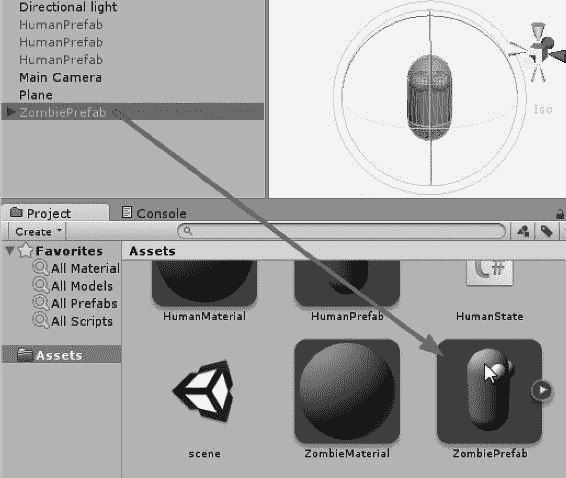 Directional light
HumanPrefab
HumanPrefab
HumanPrefab
Main Camera
Plane
ZombiePrefab
Iso
Project
Console
Create
Favorites
All Material
All Models
All Prefabs
All Scripts
Assets
Assets
HumanMaterial
HumanPrefab
C#
HumanState
scene
ZombieMaterial
ZombiePrefab